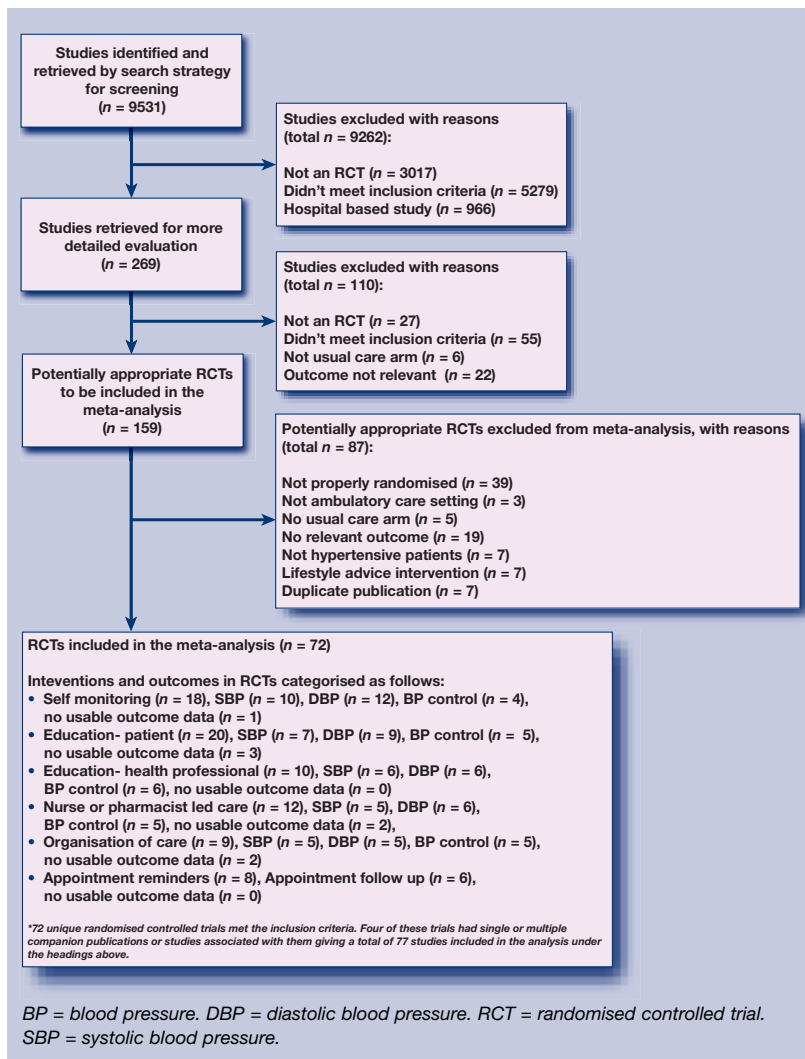 Studies identified and
retrieved by search strategy
for screening
(n = 9531)
Studies excluded with reasons
(total n = 9262):
Not an RCT (n = 3017)
Didn't meet inclusion criteria (n = 5279)
Hospital based study (n = 966)
Studies retrieved for more
detailed evaluation
(n = 269)
Studies excluded with reasons
(total n = 110):
Not an RCT (n = 27)
Didn't meet inclusion criteria (n = 55)
Not usual care arm (n = 6)
Outcome not relevant (n = 22)
Potentially appropriate RCTs
to be included in the
meta-analysis
(n = 159)
Potentially appropriate RCTs excluded from meta-analysis, with reasons
(total n = 87):
Not properly randomised (n = 39)
Not ambulatory care setting (n = 3)
No usual care arm (n = 5)
No relevant outcome (n = 19)
Not hypertensive patients (n = 7)
Lifestyle advice intervention (n = 7)
Duplicate publication (n = 7)
RCTs included in the meta-analysis (n = 72)
Inteventions and outcomes in RCTs categorised as follows:
• Self monitoring (n = 18), SBP (n = 10), DBP (n = 12), BP control (n = 4),
no usable outcome data (n = 1)
• Education- patient (n = 20), SBP (n = 7), DBP (n = 9), BP control (n = 5),
no usable outcome data (n = 3)
• Education- health professional (n = 10), SBP (n = 6), DBP (n = 6),
BP control (n = 6), no usable outcome data (n = 0)
• Nurse or pharmacist led care (n = 12), SBP (n = 5), DBP (n = 6),
BP control (n = 5), no usable outcome data (n = 2),
• Organisation of care (n = 9), SBP (n = 5), DBP (n = 5), BP control (n = 5),
no usable outcome data (n = 2)
• Appointment reminders (n = 8), Appointment follow up (n = 6),
no usable outcome data (n = 0)
*72 unique randomised controlled trials met the inclusion criteria. Four of these trials had single or multiple
companion publications or studies associated with them giving a total of 77 studies included in the analysis under
the headings above.
BP = blood pressure. DBP = diastolic blood pressure. RCT = randomised controlled trial.
SBP = systolic blood pressure.